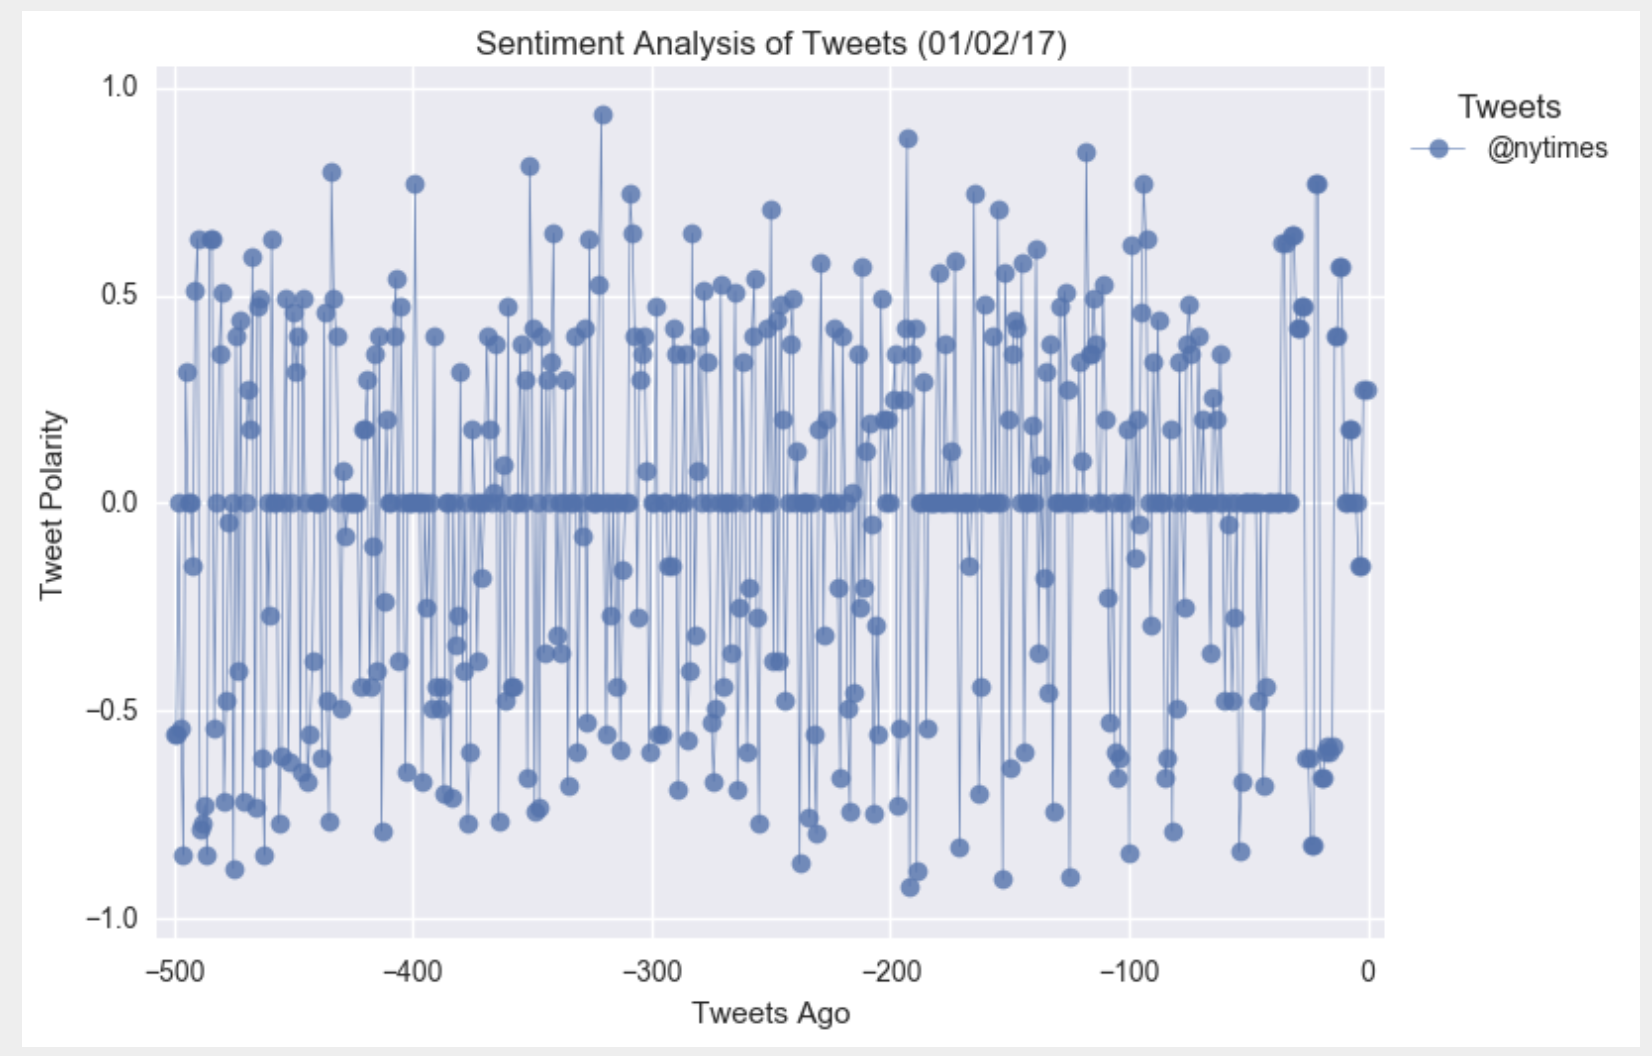 Sentiment Analysis of Tweets (01/02/17)
Tweets
@nytimes
1.0
0.5
0.0
−0.5
−1.0
Tweet Polarity
−500 −400 −300 −200 −100 0
Tweets Ago